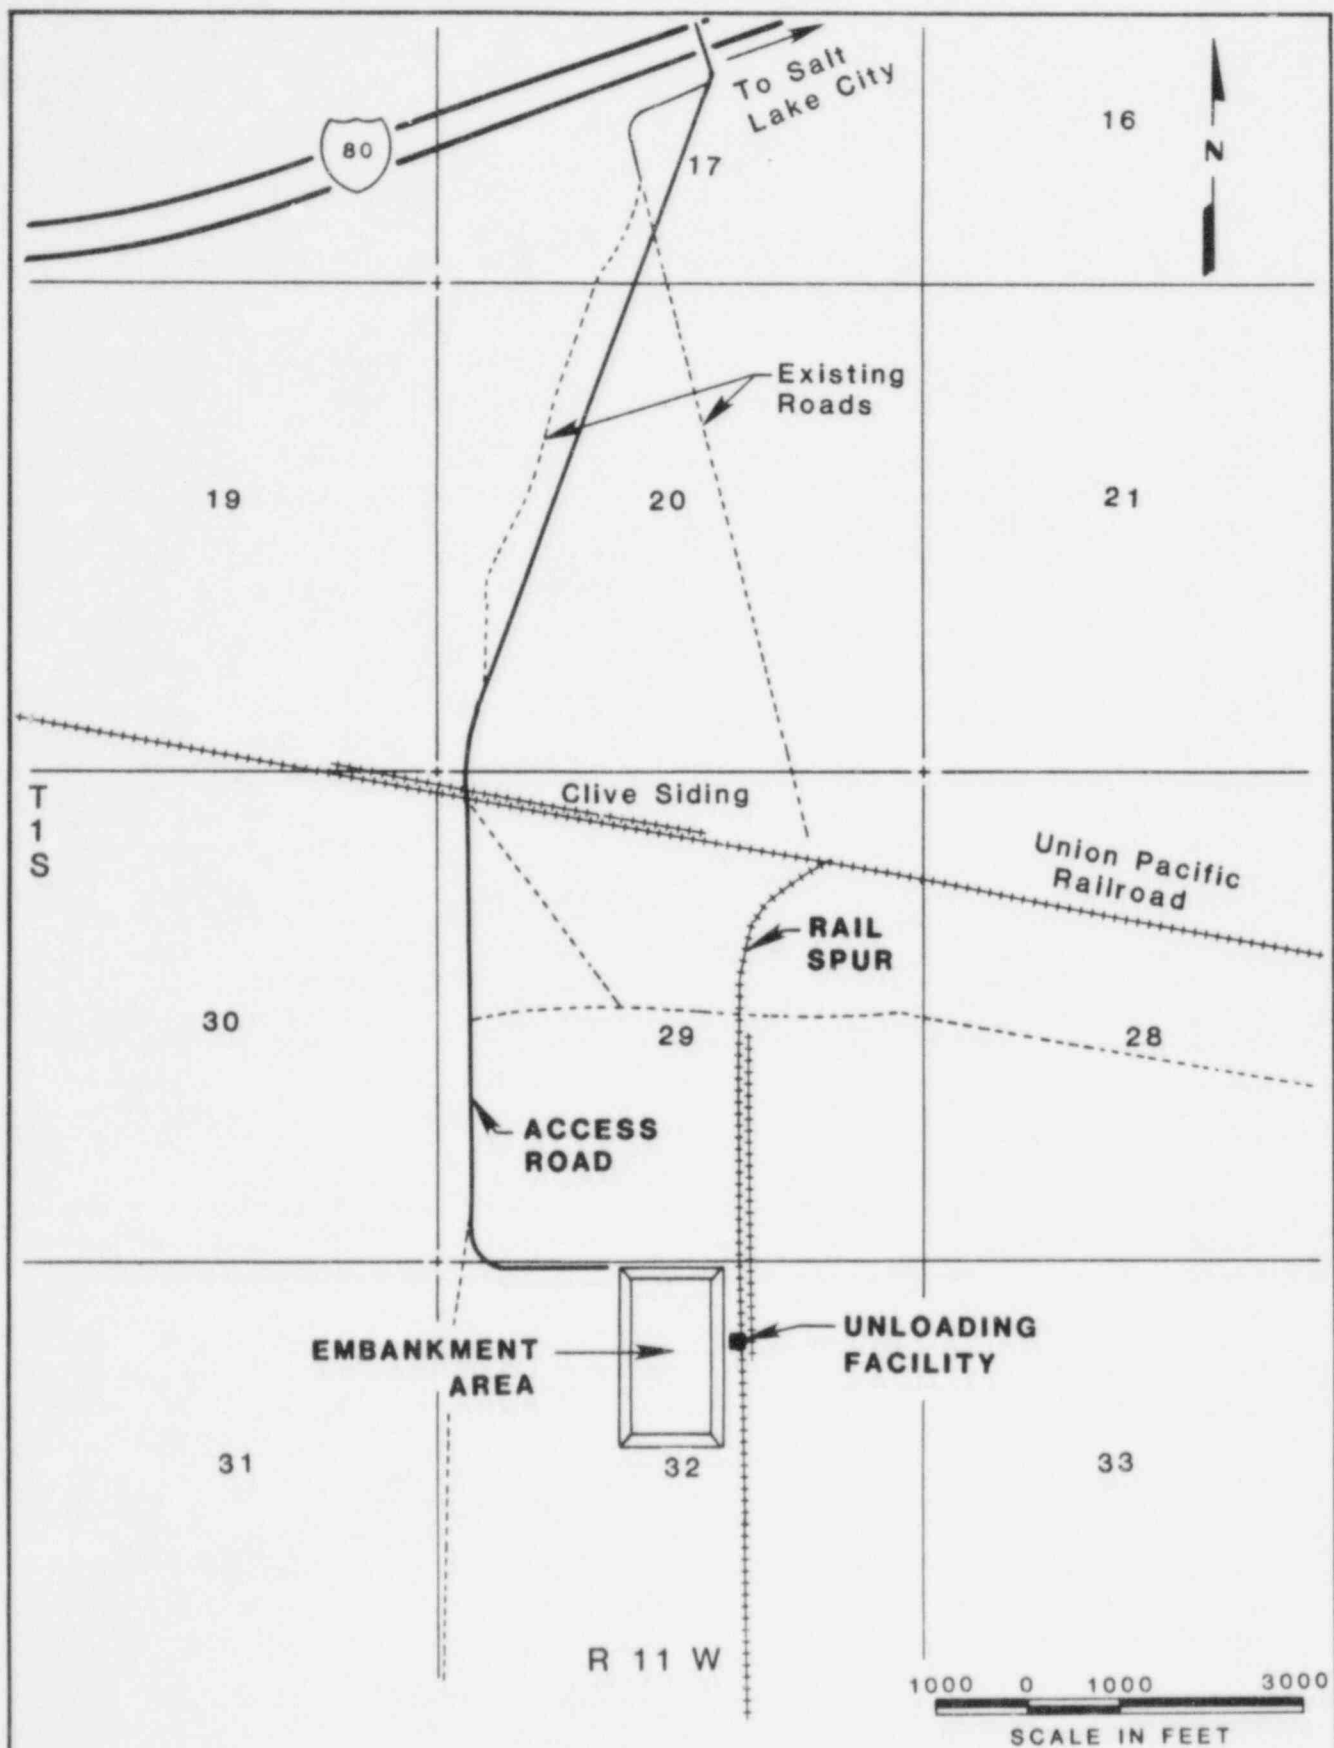 To Salt
Lake City
16
80
N
17
Existing
Roads
19
20
21
Clive Siding
T
1
S
Union Pacific
Railroad
RAIL
SPUR
30
29
28
ACCESS
ROAD
UNLOADING
FACILITY
EMBANKMENT
AREA
31
32
33
R 11 W
1000 0 1000 3000
SCALE IN FEET